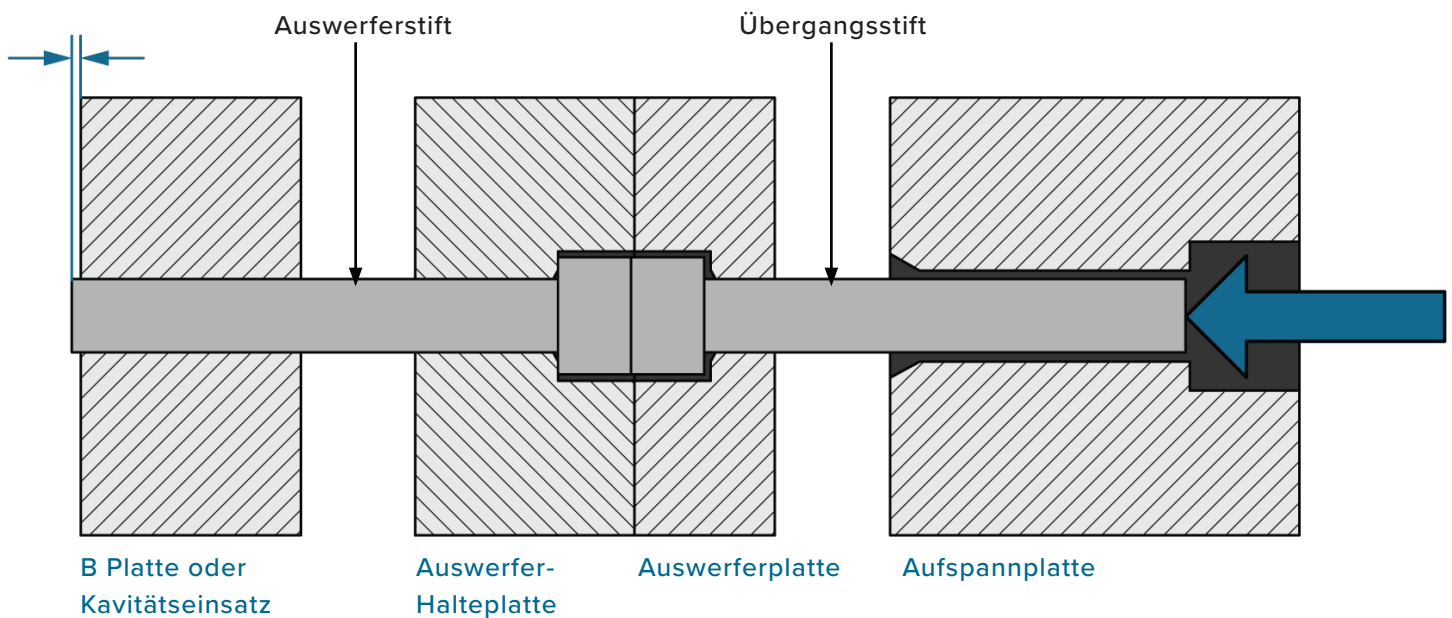 Auswerferstift
Übergangsstift
B Platte oder
Kavitätseinsatz
Auswerfer-
Halteplatte
Auswerferplatte
Aufspannplatte